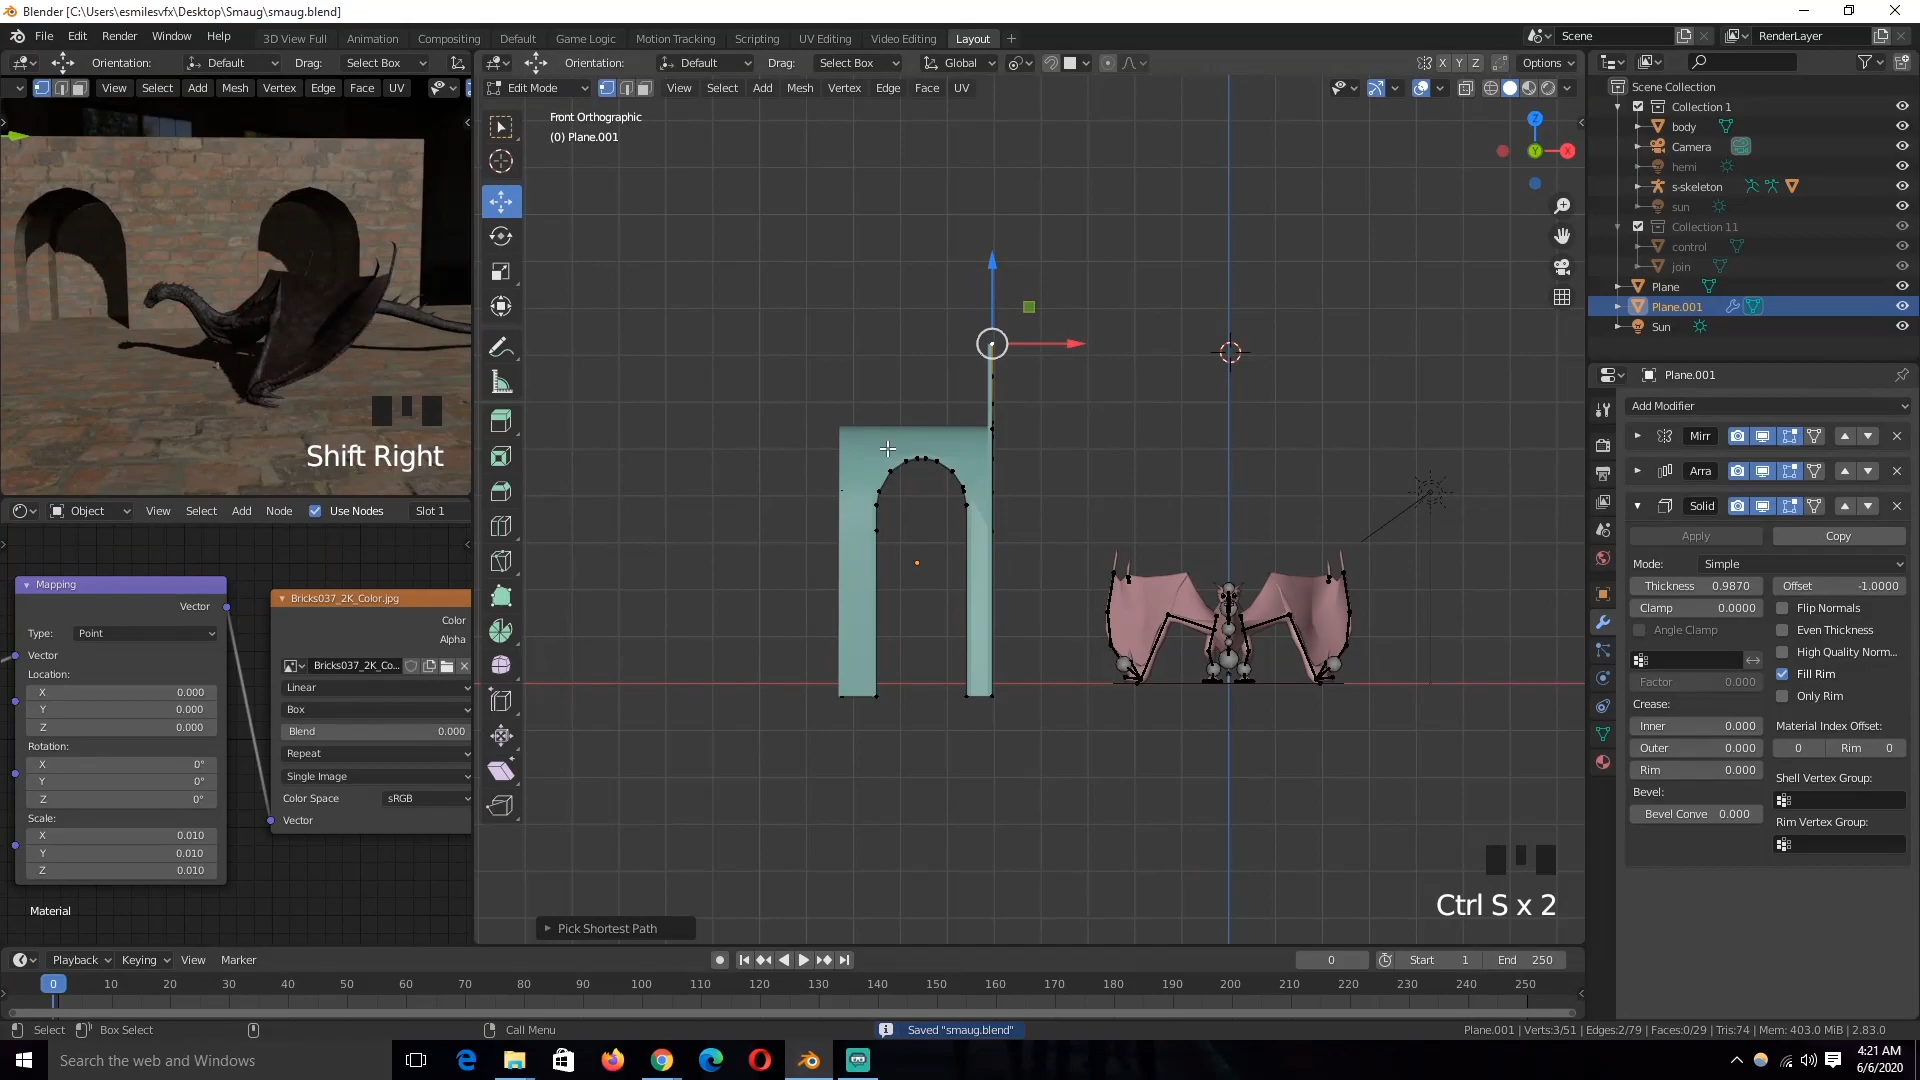 Blender [C:\Users\esmilesvfx\Desktop\Smaug\smaug.blend]
File Edit Render Window Help 3D View Full Animation Compositing Default Game Logic Motion Tracking Scripting UV Editing Video Editing Layout Scene RenderLayer
Orientation: Default Drag: Select Box Orientation: Default Drag: Select Box Global X Y Z Options
View Select Add Mesh Vertex Edge Face UV Edit Mode View Select Add Mesh Vertex Edge Face UV
Front Orthographic
(0) Plane.001
Z
Y
X
Scene Collection
Collection 1
body
Camera
hemi
s-skeleton
sun
Collection 11
control
join
Plane
Plane.001
Sun
Shift Right
Plane.001
Add Modifier
Mirr
Arra
Solid
Apply Copy
Mode: Simple
Thickness 0.9870 Offset -1.0000
Clamp 0.0000 Flip Normals
Angle Clamp Even Thickness
High Quality Norm...
Factor 0.000 Fill Rim
Crease: Only Rim
Inner 0.000 Material Index Offset:
Outer 0.000 0 Rim 0
Rim 0.000 Shell Vertex Group:
Bevel:
Bevel Conve 0.000 Rim Vertex Group:
Object View Select Add Node Use Nodes Slot 1
Mapping
Vector
Type: Point
Vector
Location:
X 0.000
Y 0.000
Z 0.000
Rotation:
X 0°
Y 0°
Z 0°
Scale:
X 0.010
Y 0.010
Z 0.010
Bricks037_2K_Color.jpg
Color
Alpha
Bricks037_2K_Co...
Linear
Box
Blend 0.000
Repeat
Single Image
Color Space sRGB
Vector
Material
Ctrl S x 2
Pick Shortest Path
Playback Keying View Marker 0 Start 1 End 250
0 10 20 30 40 50 60 70 80 90 100 110 120 130 140 150 160 170 180 190 200 210 220 230 240 250
Select Box Select Call Menu Saved "smaug.blend" Plane.001 | Verts:3/51 | Edges:2/79 | Faces:0/29 | Tris:74 | Mem: 403.0 MiB | 2.83.0
Search the web and Windows
4:21 AM
6/6/2020